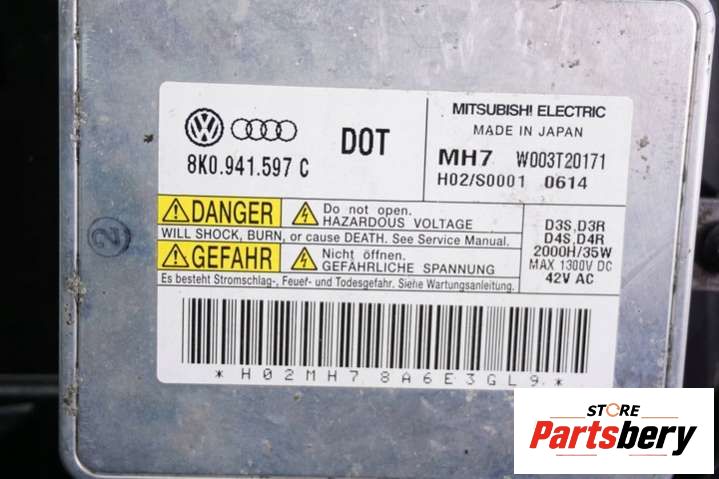 8K0.941.597 C
DOT
MITSUBISHI ELECTRIC
MADE IN JAPAN
MH7 W003T20171
H02/S0001 0614
DANGER
Do not open.
HAZARDOUS VOLTAGE
WILL SHOCK, BURN, or cause DEATH. See Service Manual.
GEFAHR
Nicht öffnen.
GEFÄHRLICHE SPANNUNG
Es besteht Stromschlag-, Feuer- und Todesgefahr. Siehe Wartungsanleitung.
D3S, D3R
D4S, D4R
2000H/35W
MAX 1300V DC
42V AC
*H02MH78A6E3GL9*
2
STORE
Partsbery